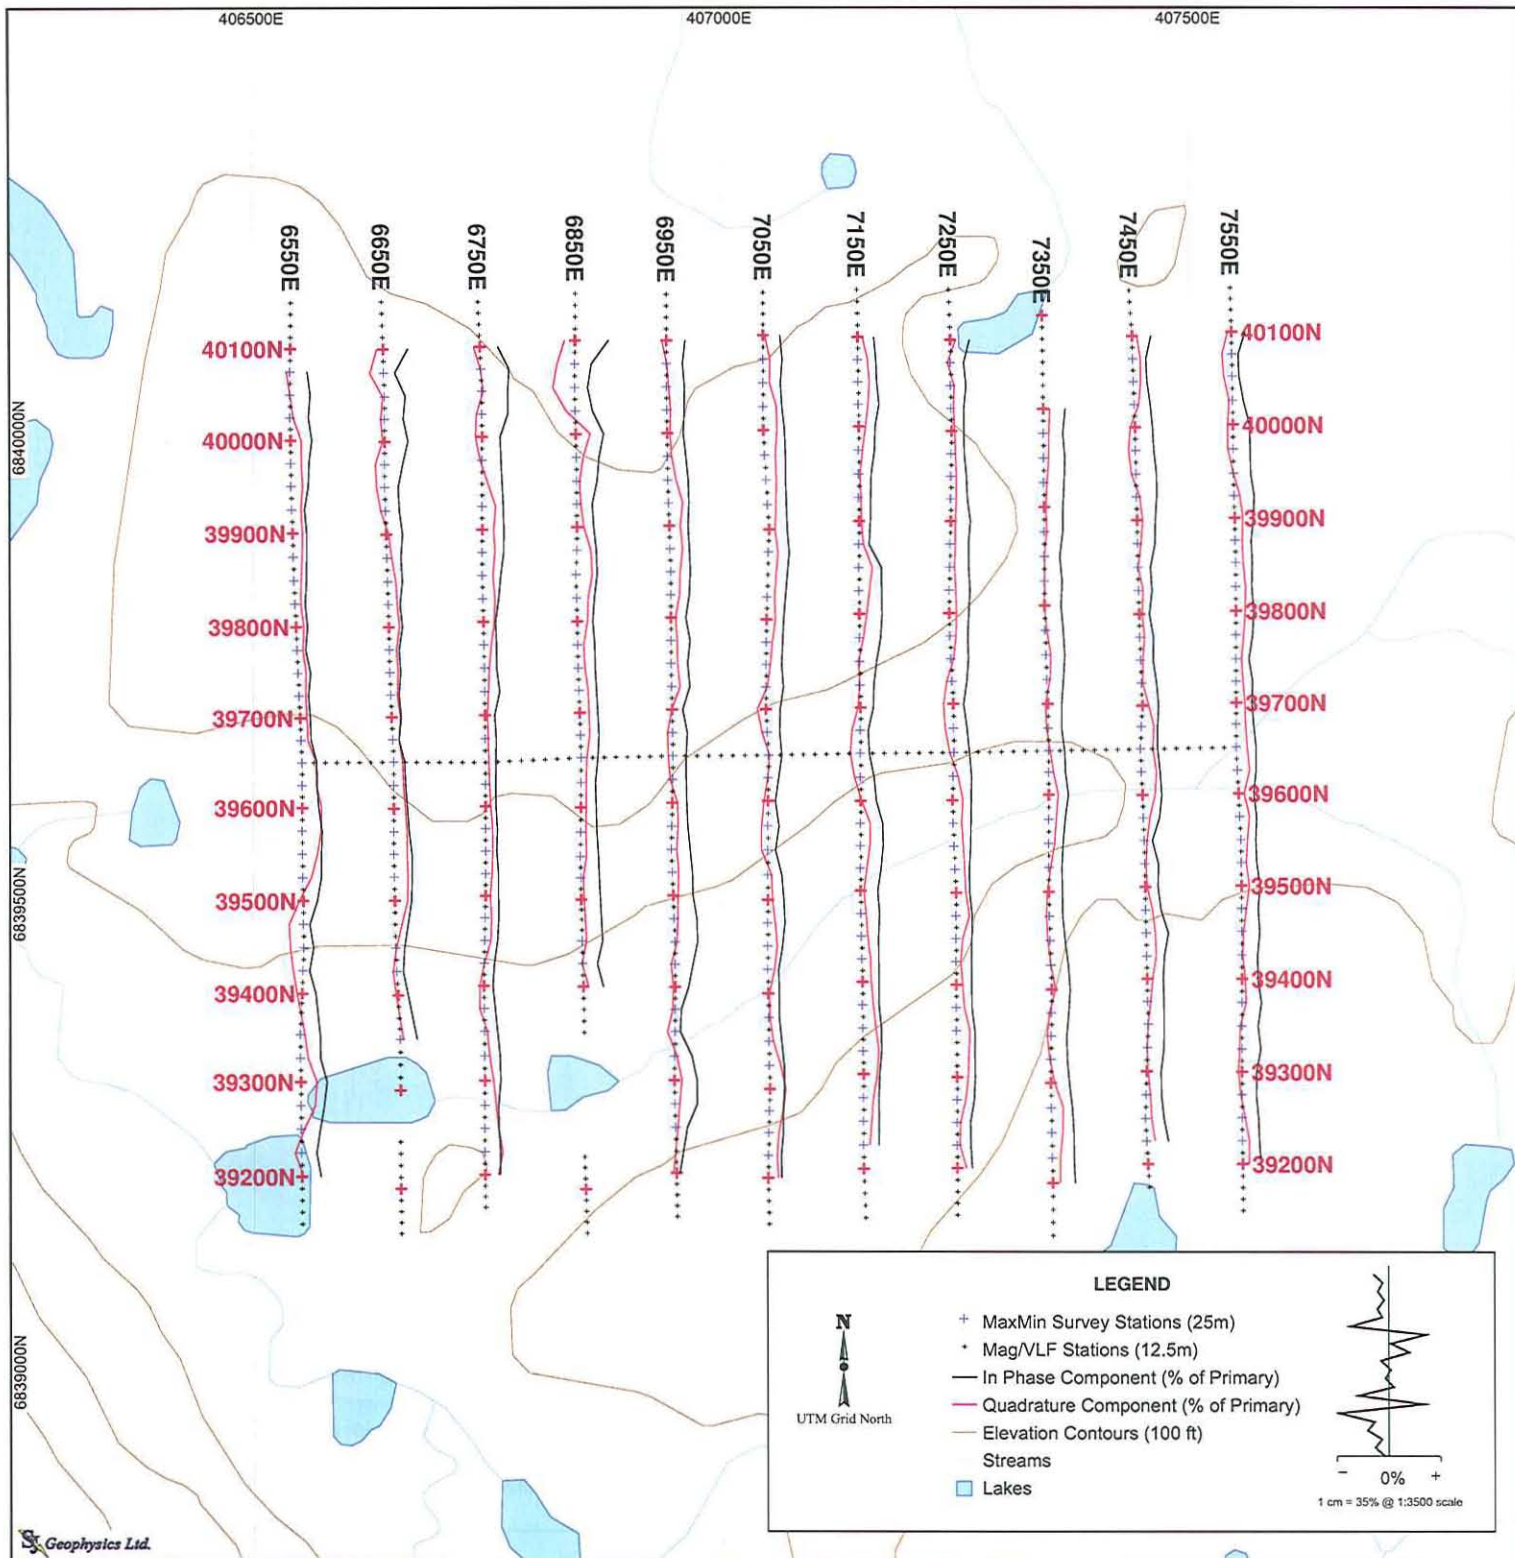 406500E
407000E
407500E
6550E
6650E
6750E
6850E
6950E
7050E
7150E
7250E
7350E
7450E
7550E
40100N
40100N
6840000N
40000N
40000N
39900N
39900N
39800N
39800N
39700N
39700N
39600N
39600N
6839500N
39500N
39500N
39400N
39400N
39300N
39300N
39200N
39200N
6839000N
LEGEND
N
UTM Grid North
MaxMin Survey Stations (25m)
Mag/VLF Stations (12.5m)
In Phase Component (% of Primary)
Quadrature Component (% of Primary)
Elevation Contours (100 ft)
Streams
Lakes
− 0% +
1 cm = 35% @ 1:3500 scale
SJ Geophysics Ltd.